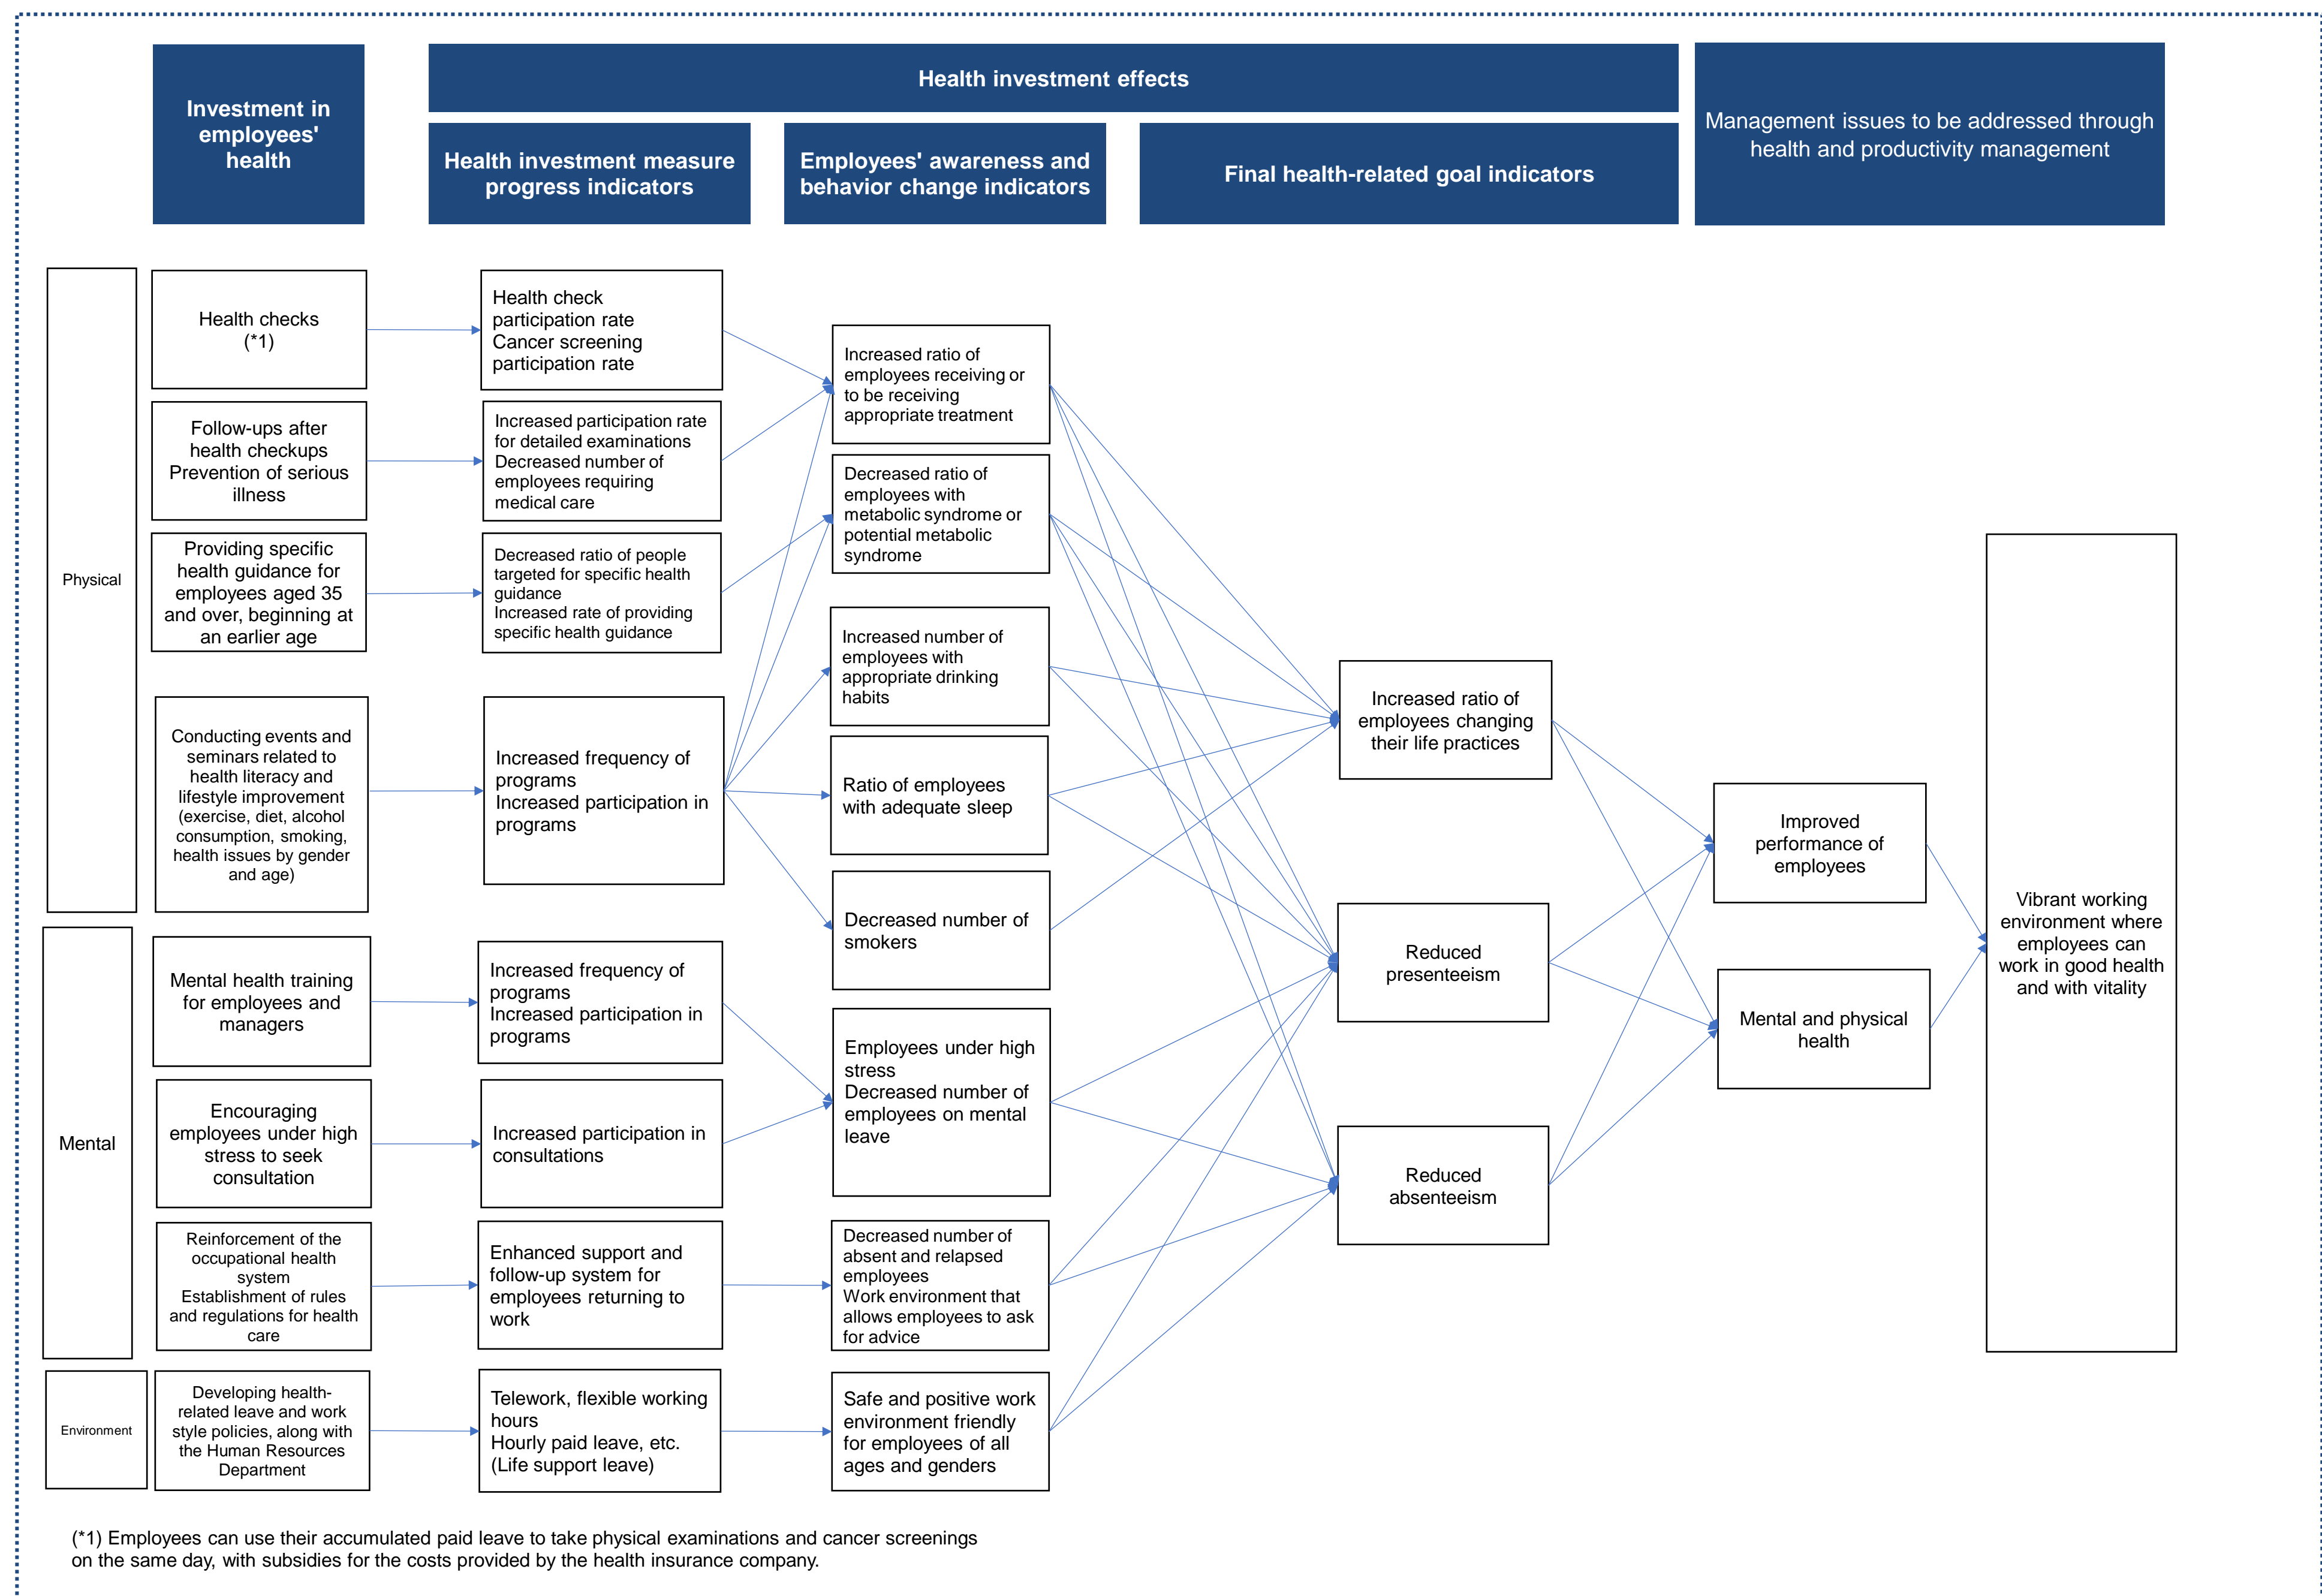 Investment in
employees'
health
Health investment effects
Health investment measure
progress indicators
Employees' awareness and
behavior change indicators
Final health-related goal indicators
Management issues to be addressed through
health and productivity management
Physical
Health checks
(*1)
Health check
participation rate
Cancer screening
participation rate
Increased ratio of
employees receiving or
to be receiving
appropriate treatment
Follow-ups after
health checkups
Prevention of serious
illness
Increased participation rate
for detailed examinations
Decreased number of
employees requiring
medical care
Decreased ratio of
employees with
metabolic syndrome or
potential metabolic
syndrome
Providing specific
health guidance for
employees aged 35
and over, beginning at
an earlier age
Decreased ratio of people
targeted for specific health
guidance
Increased rate of providing
specific health guidance
Increased number of
employees with
appropriate drinking
habits
Conducting events and
seminars related to
health literacy and
lifestyle improvement
(exercise, diet, alcohol
consumption, smoking,
health issues by gender
and age)
Increased frequency of
programs
Increased participation in
programs
Ratio of employees
with adequate sleep
Decreased number of
smokers
Increased ratio of
employees changing
their life practices
Reduced
presenteeism
Reduced
absenteeism
Improved
performance of
employees
Mental and physical
health
Vibrant working
environment where
employees can
work in good health
and with vitality
Mental
Mental health training
for employees and
managers
Increased frequency of
programs
Increased participation in
programs
Employees under high
stress
Decreased number of
employees on mental
leave
Encouraging
employees under high
stress to seek
consultation
Increased participation in
consultations
Reinforcement of the
occupational health
system
Establishment of rules
and regulations for health
care
Enhanced support and
follow-up system for
employees returning to
work
Decreased number of
absent and relapsed
employees
Work environment that
allows employees to ask
for advice
Environment
Developing health-
related leave and work
style policies, along with
the Human Resources
Department
Telework, flexible working
hours
Hourly paid leave, etc.
(Life support leave)
Safe and positive work
environment friendly
for employees of all
ages and genders
(*1) Employees can use their accumulated paid leave to take physical examinations and cancer screenings
on the same day, with subsidies for the costs provided by the health insurance company.